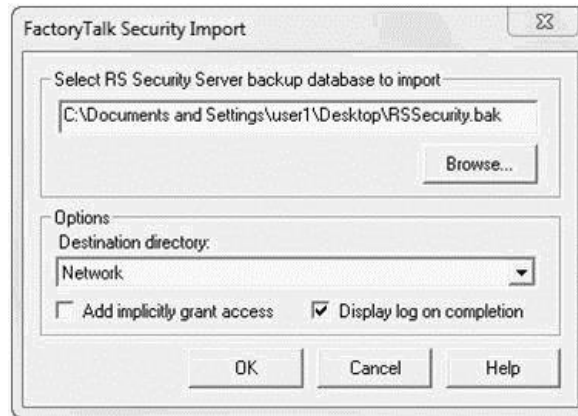 FactoryTalk Security Import
Select RS Security Server backup database to import
C:\Documents and Settings\user1\Desktop\RSSecurity.bak
Browse...
Options
Destination directory:
Network
Add implicitly grant access
Display log on completion
OK
Cancel
Help